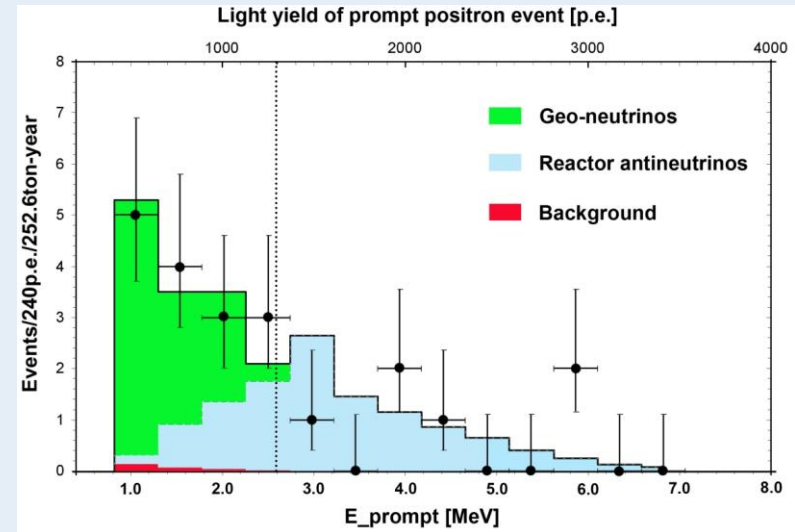 Light yield of prompt positron event [p.e.]
1000 2000 3000 4000
Events/240p.e./252.6ton-year
8
7
6
5
4
3
2
1
0
Geo-neutrinos
Reactor antineutrinos
Background
1.0 2.0 3.0 4.0 5.0 6.0 7.0 8.0
E_prompt [MeV]